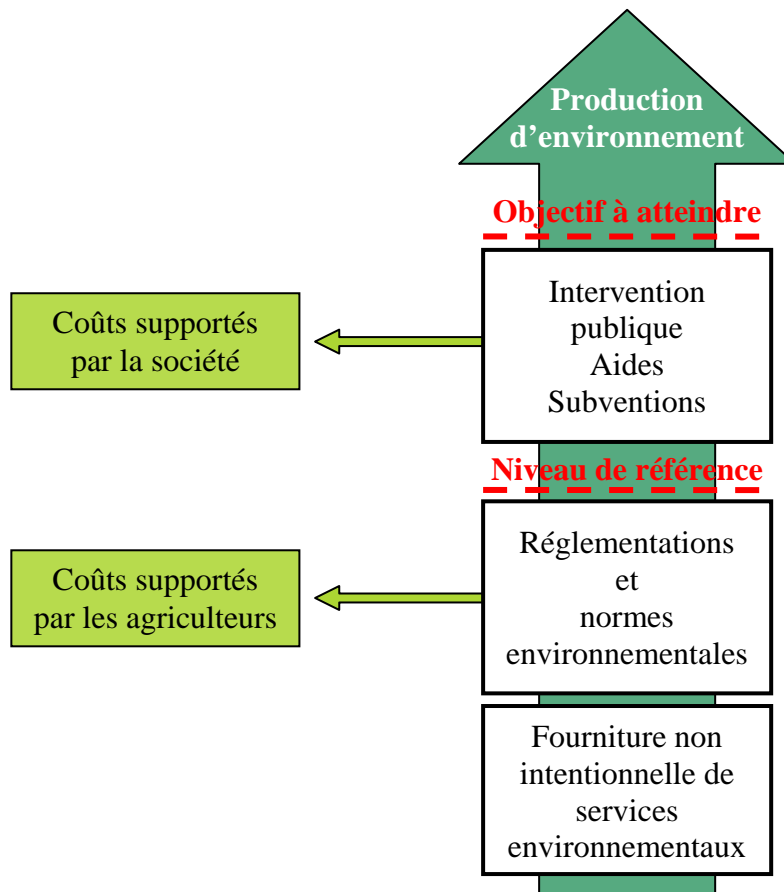 Production
d’environnement
Objectif à atteindre
Intervention
publique
Aides
Subventions
Coûts supportés
par la société
Niveau de référence
Réglementations
et
normes
environnementales
Coûts supportés
par les agriculteurs
Fourniture non
intentionnelle de
services
environnementaux